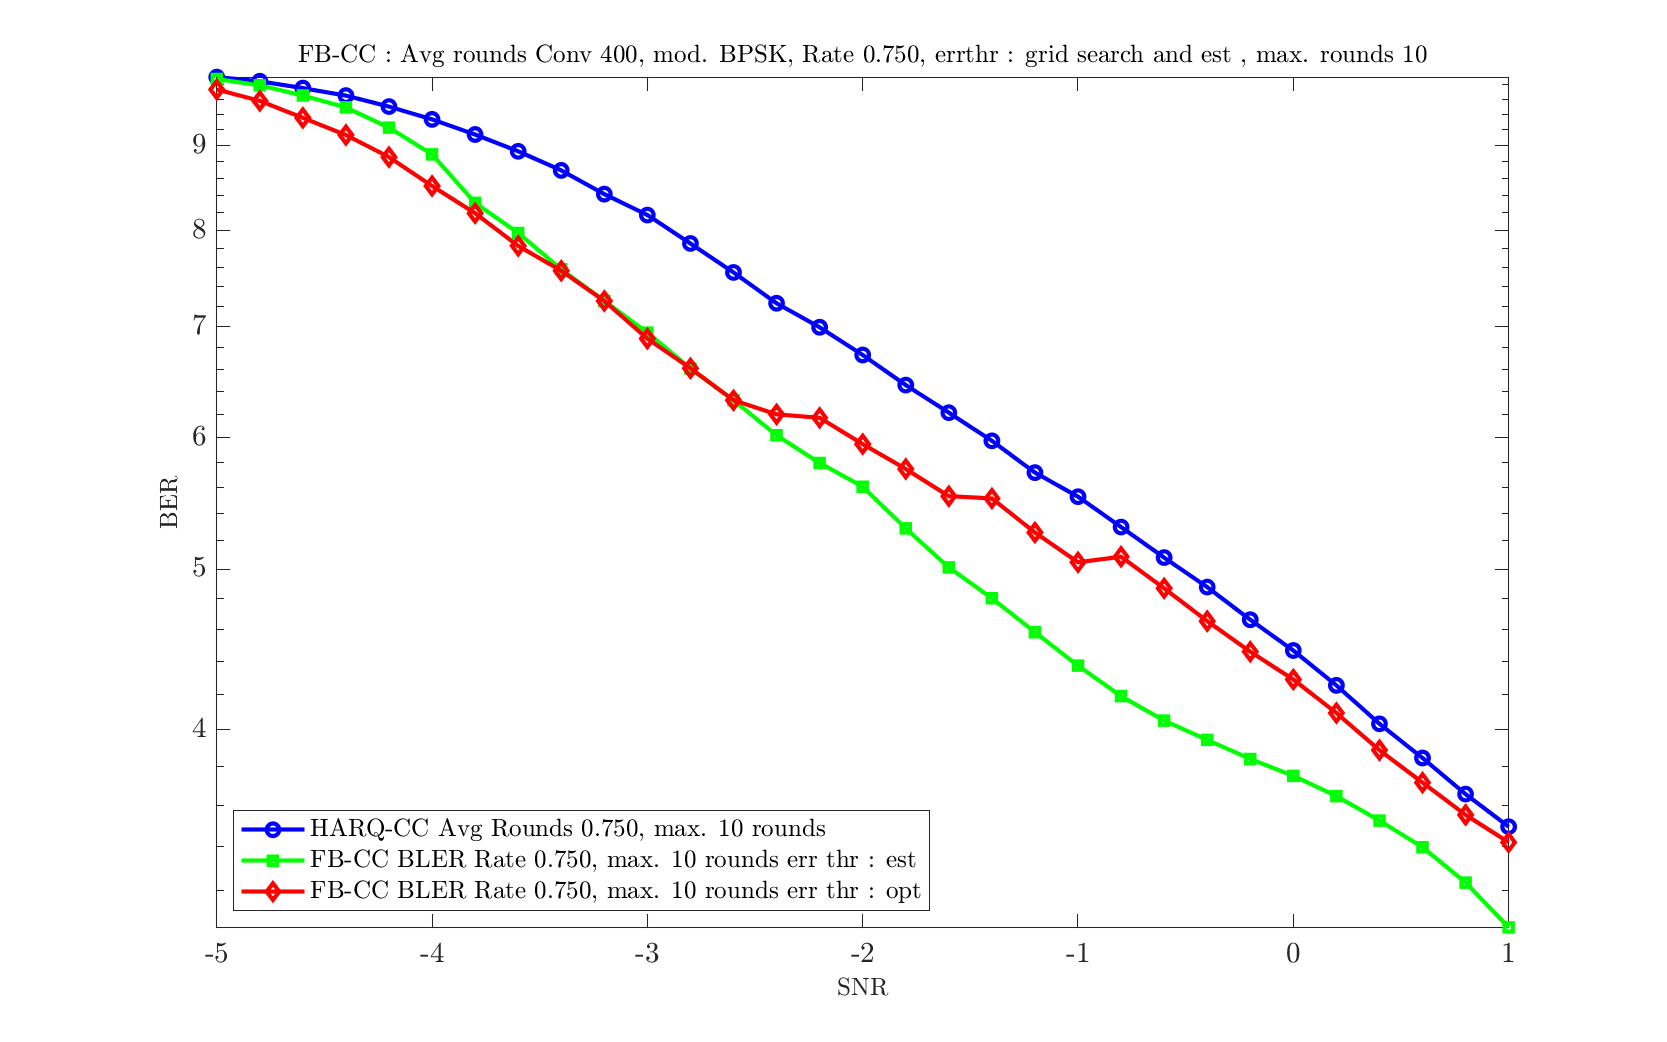 FB-CC : Avg rounds Conv 400, mod. BPSK, Rate 0.750, errthr : grid search and est , max. rounds 10
9
8
7
6
5
4
BER
HARQ-CC Avg Rounds 0.750, max. 10 rounds
FB-CC BLER Rate 0.750, max. 10 rounds err thr : est
FB-CC BLER Rate 0.750, max. 10 rounds err thr : opt
-5 -4 -3 -2 -1 0 1
SNR